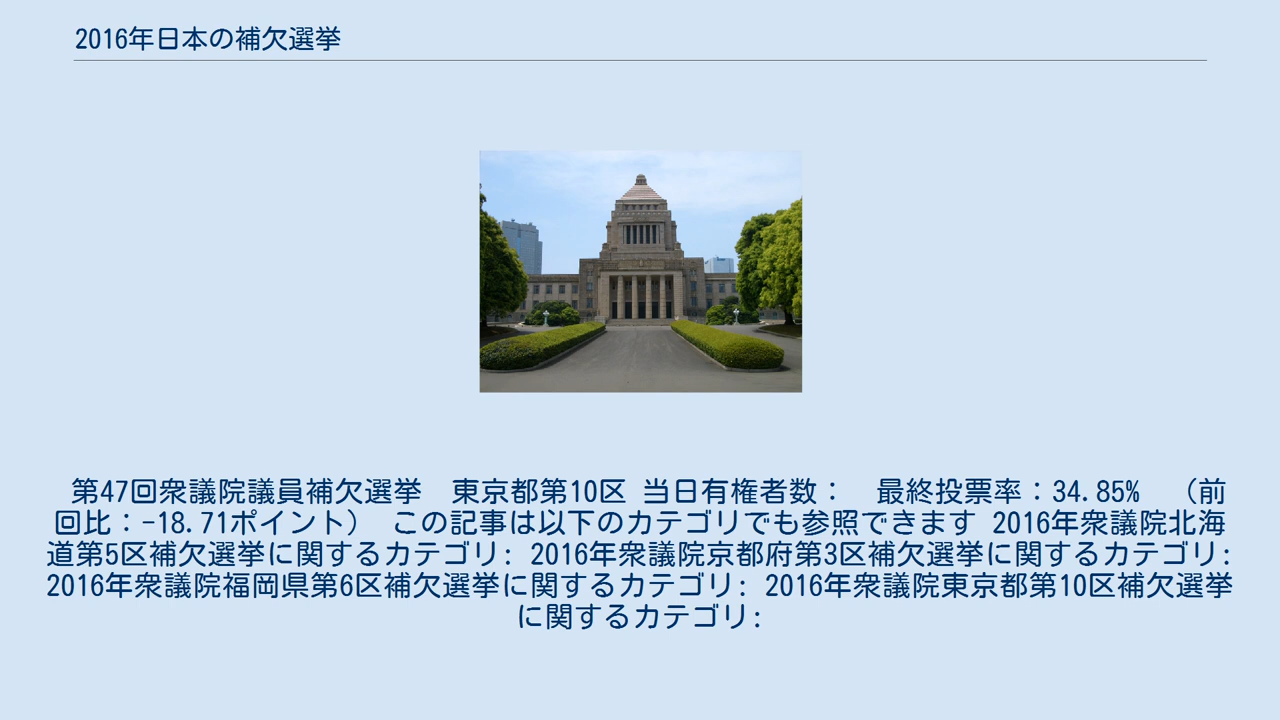 2016年日本の補欠選挙
第47回衆議院議員補欠選挙　東京都第10区 当日有権者数：　最終投票率：34.85%　（前
回比：-18.71ポイント） この記事は以下のカテゴリでも参照できます 2016年衆議院北海
道第5区補欠選挙に関するカテゴリ: 2016年衆議院京都府第3区補欠選挙に関するカテゴリ:
2016年衆議院福岡県第6区補欠選挙に関するカテゴリ: 2016年衆議院東京都第10区補欠選挙
に関するカテゴリ: